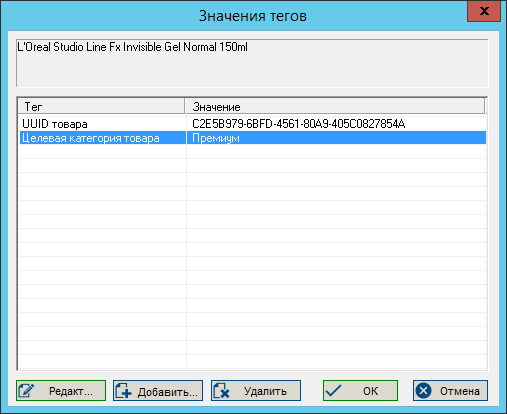 Значения тегов
x
L'Oreal Studio Line Fx Invisible Gel Normal 150ml
Тег Значение
UUID товара C2E5B979-6BFD-4561-80A9-405C0827854A
Целевая категория товара Премиум
Редакт... Добавить... Удалить OK Отмена